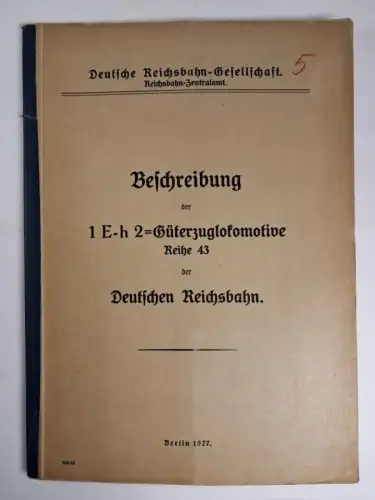 Deutsche Reichsbahn-Gesellschaft.
5
Reichsbahn-Zentralamt.
Beschreibung
der
1 E-h 2=Güterzuglokomotive
Reihe 43
der
Deutschen Reichsbahn.
Berlin 1927.